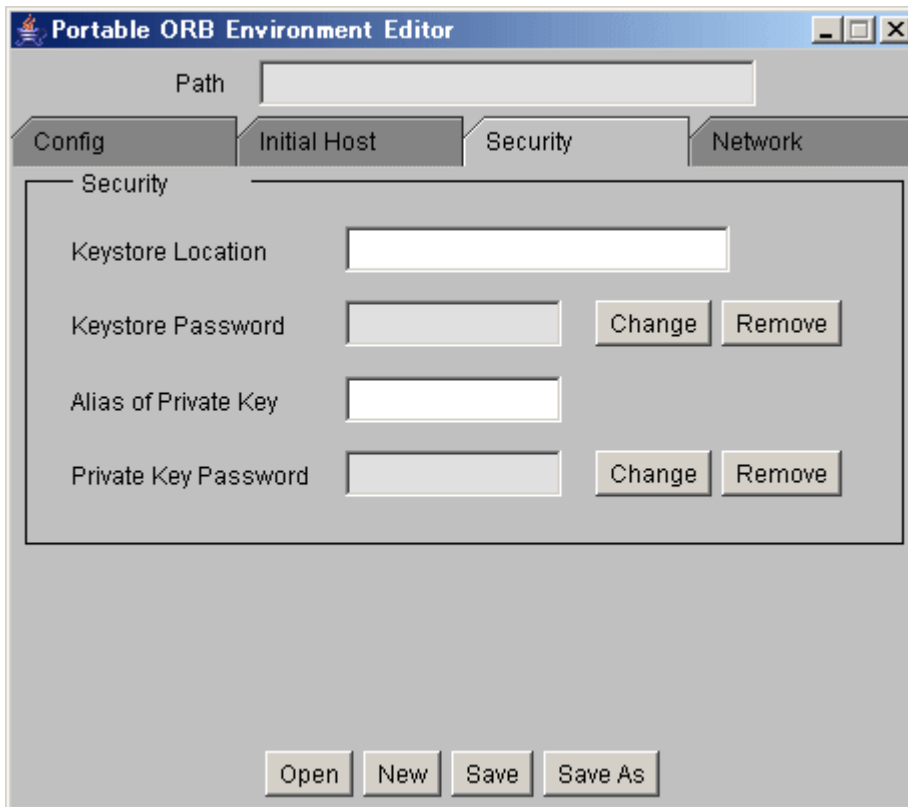 Portable ORB Environment Editor
Path
Config Initial Host Security Network
Security
Keystore Location
Keystore Password Change Remove
Alias of Private Key
Private Key Password Change Remove
Open New Save Save As